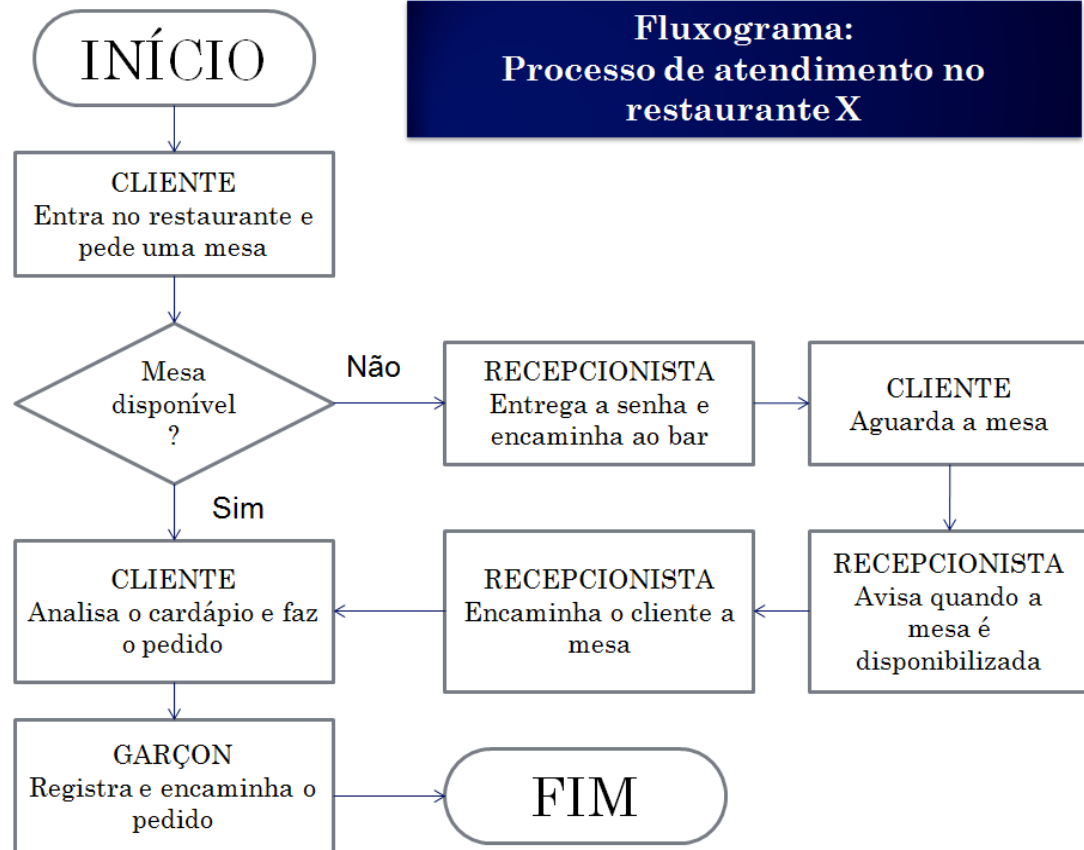 INÍCIO
Fluxograma:
Processo de atendimento no
restaurante X
CLIENTE
Entra no restaurante e
pede uma mesa
Mesa
disponível
?
Não
RECEPCIONISTA
Entrega a senha e
encaminha ao bar
CLIENTE
Aguarda a mesa
Sim
CLIENTE
Analisa o cardápio e faz
o pedido
RECEPCIONISTA
Encaminha o cliente a
mesa
RECEPCIONISTA
Avisa quando a
mesa é
disponibilizada
GARÇON
Registra e encaminha o
pedido
FIM